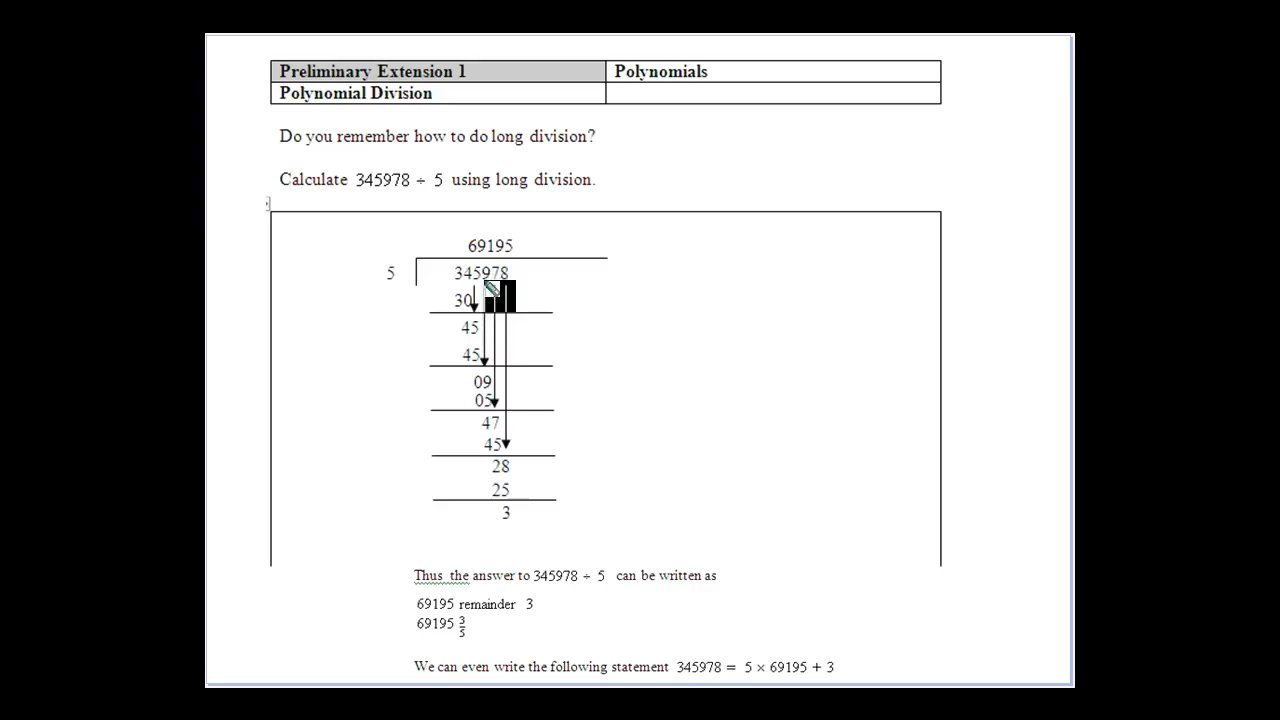 Preliminary Extension 1 Polynomials
Polynomial Division
Do you remember how to do long division?
Calculate 345978 ÷ 5 using long division.
69195
5 345978
30
45
45
09
05
47
45
28
25
3
Thus the answer to 345978 ÷ 5 can be written as
69195 remainder 3
69195 3/5
We can even write the following statement 345978 = 5 × 69195 + 3